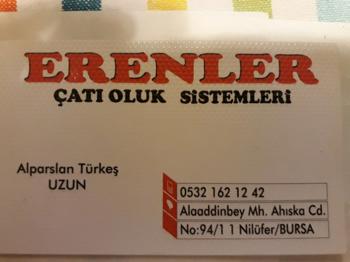 ERENLER
ÇATI OLUK SİSTEMLERİ
Alparslan Türkeş
UZUN
0532 162 12 42
Alaaddinbey Mh. Ahıska Cd.
No:94/1 1 Nilüfer/BURSA